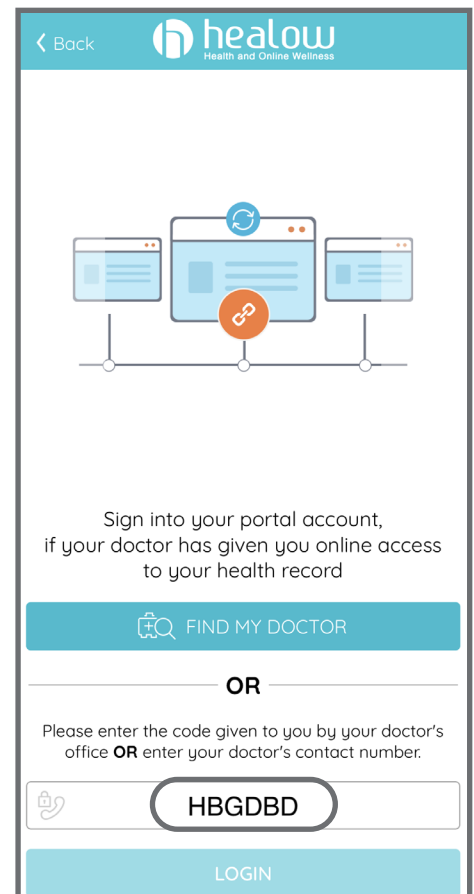 Back
healow
Health and Online Wellness
Sign into your portal account,
if your doctor has given you online access
to your health record
FIND MY DOCTOR
OR
Please enter the code given to you by your doctor's
office OR enter your doctor's contact number.
HBGDBD
LOGIN